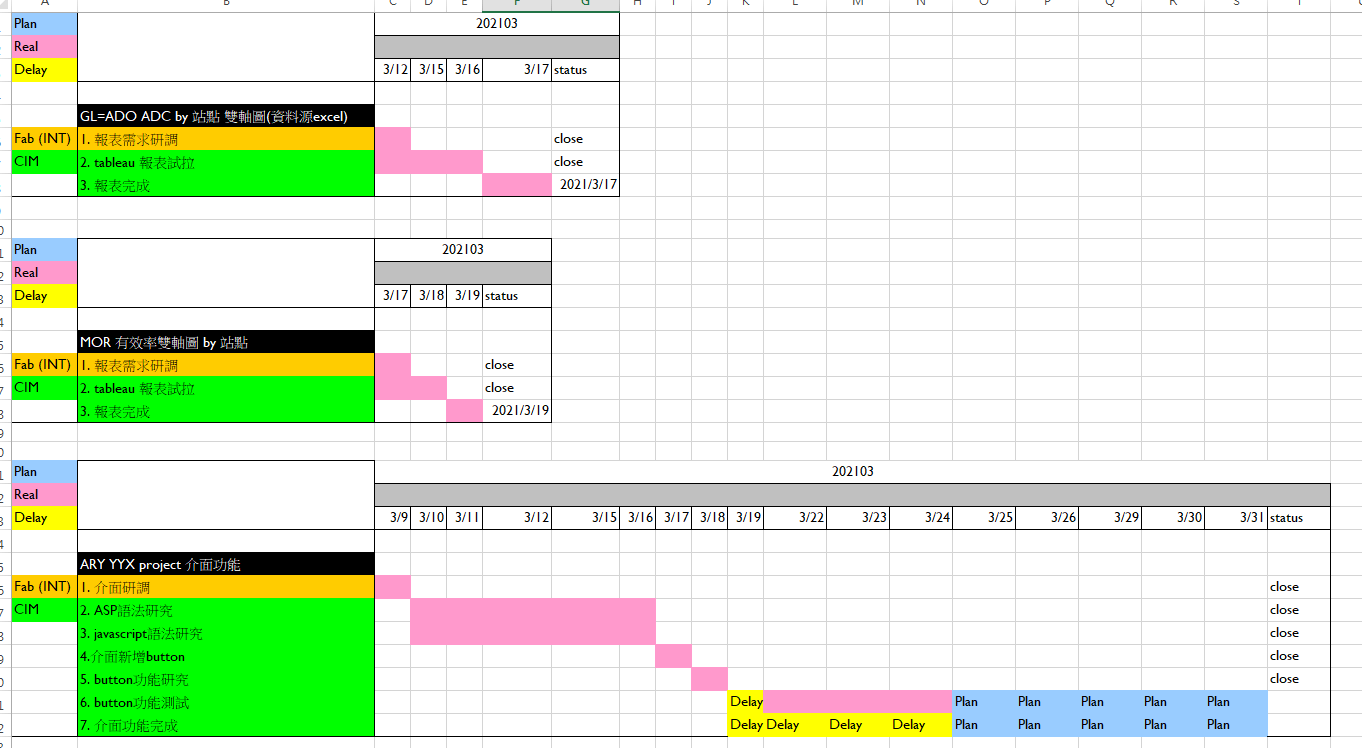 A B C D E F G H I J K L M N O P Q R S T
Plan 202103
Real
Delay 3/12 3/15 3/16 3/17 status
GL=ADO ADC by 站點 雙軸圖(資料源excel)
Fab (INT) 1. 報表需求研調 close
CIM 2. tableau 報表試拉 close
3. 報表完成 2021/3/17
Plan 202103
Real
Delay 3/17 3/18 3/19 status
MOR 有效率雙軸圖 by 站點
Fab (INT) 1. 報表需求研調 close
CIM 2. tableau 報表試拉 close
3. 報表完成 2021/3/19
Plan 202103
Real
Delay 3/9 3/10 3/11 3/12 3/15 3/16 3/17 3/18 3/19 3/22 3/23 3/24 3/25 3/26 3/29 3/30 3/31 status
ARY YYX project 介面功能
Fab (INT) 1. 介面研調 close
CIM 2. ASP語法研究 close
3. javascript語法研究 close
4.介面新增button close
5. button功能研究 close
6. button功能測試 Delay Plan Plan Plan Plan Plan
7. 介面功能完成 Delay Delay Delay Delay Plan Plan Plan Plan Plan